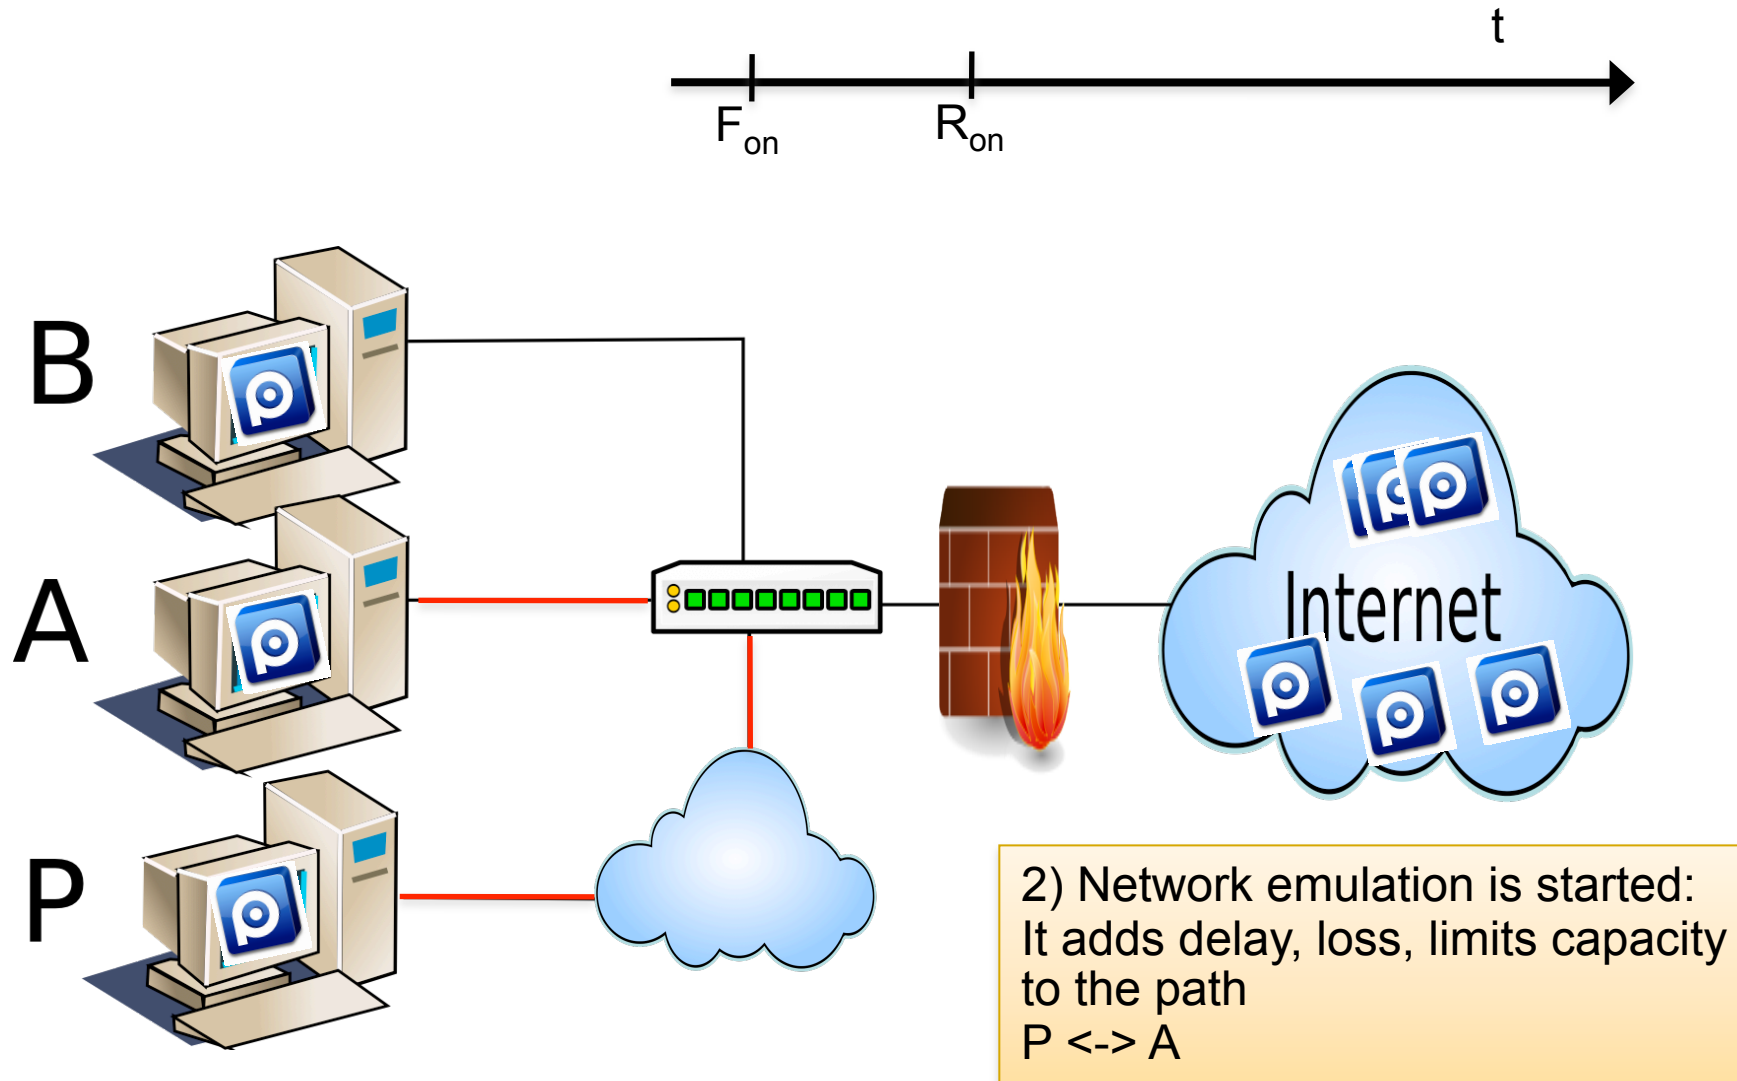 t
F on
R on
B
A
Internet
P
2) Network emulation is started:
It adds delay, loss, limits capacity
to the path
P <-> A